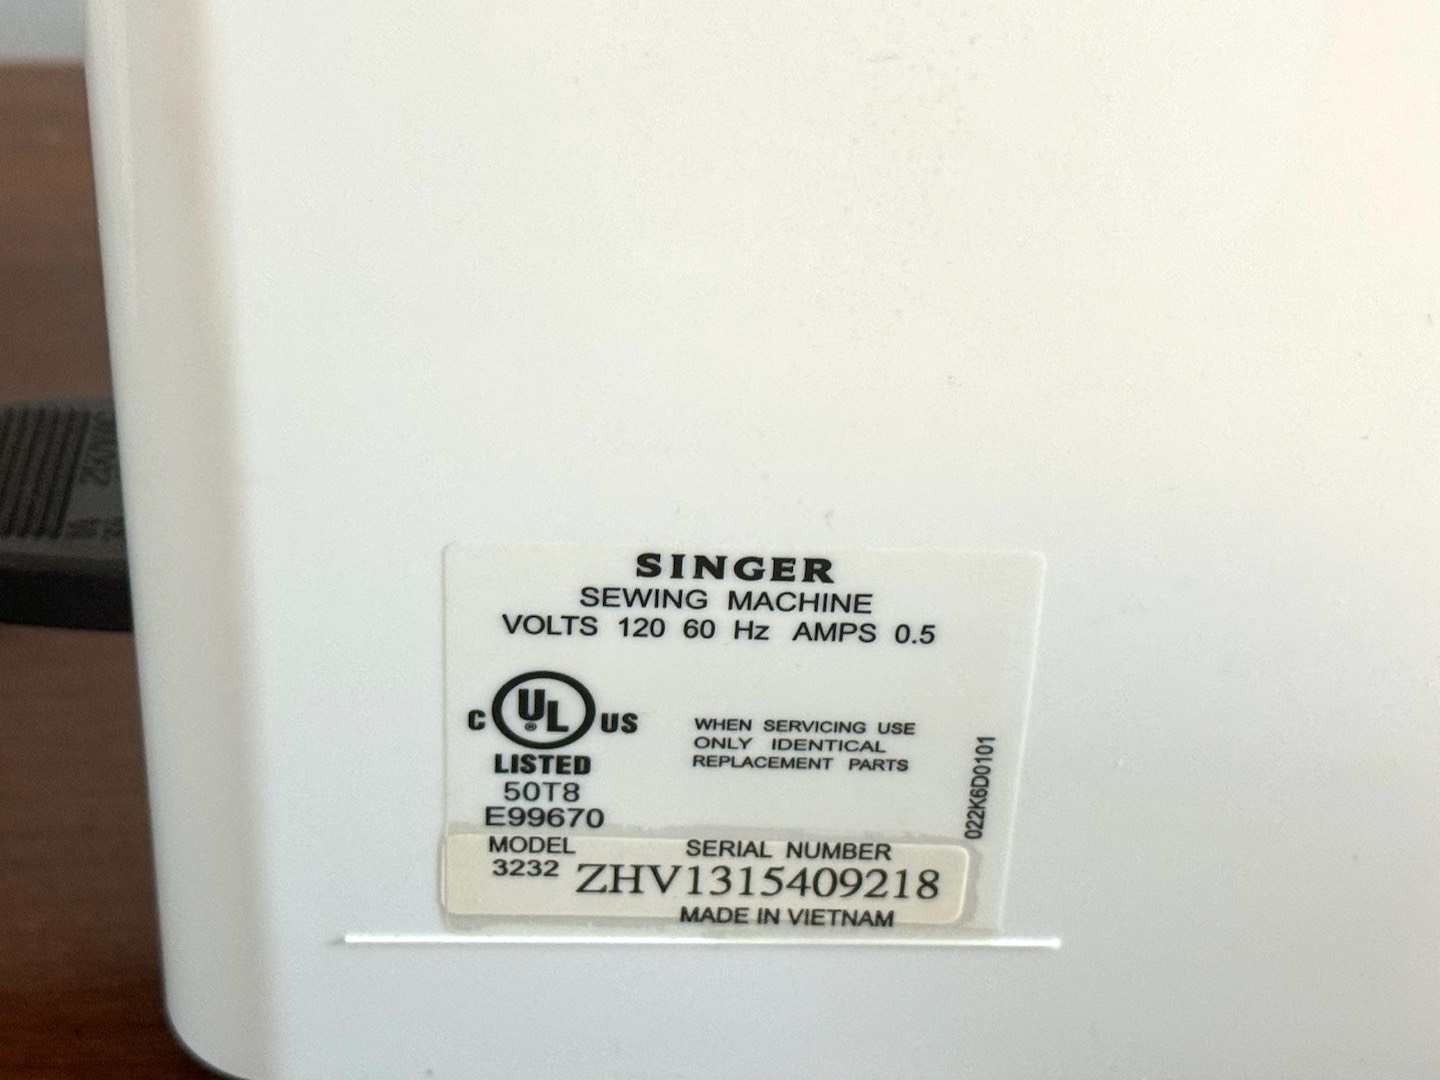 SINGER
SEWING MACHINE
VOLTS 120 60 Hz AMPS 0.5
C UL® US
LISTED
50T8
E99670
WHEN SERVICING USE
ONLY IDENTICAL
REPLACEMENT PARTS
022K6D0101
MODEL
3232
SERIAL NUMBER
ZHV1315409218
MADE IN VIETNAM